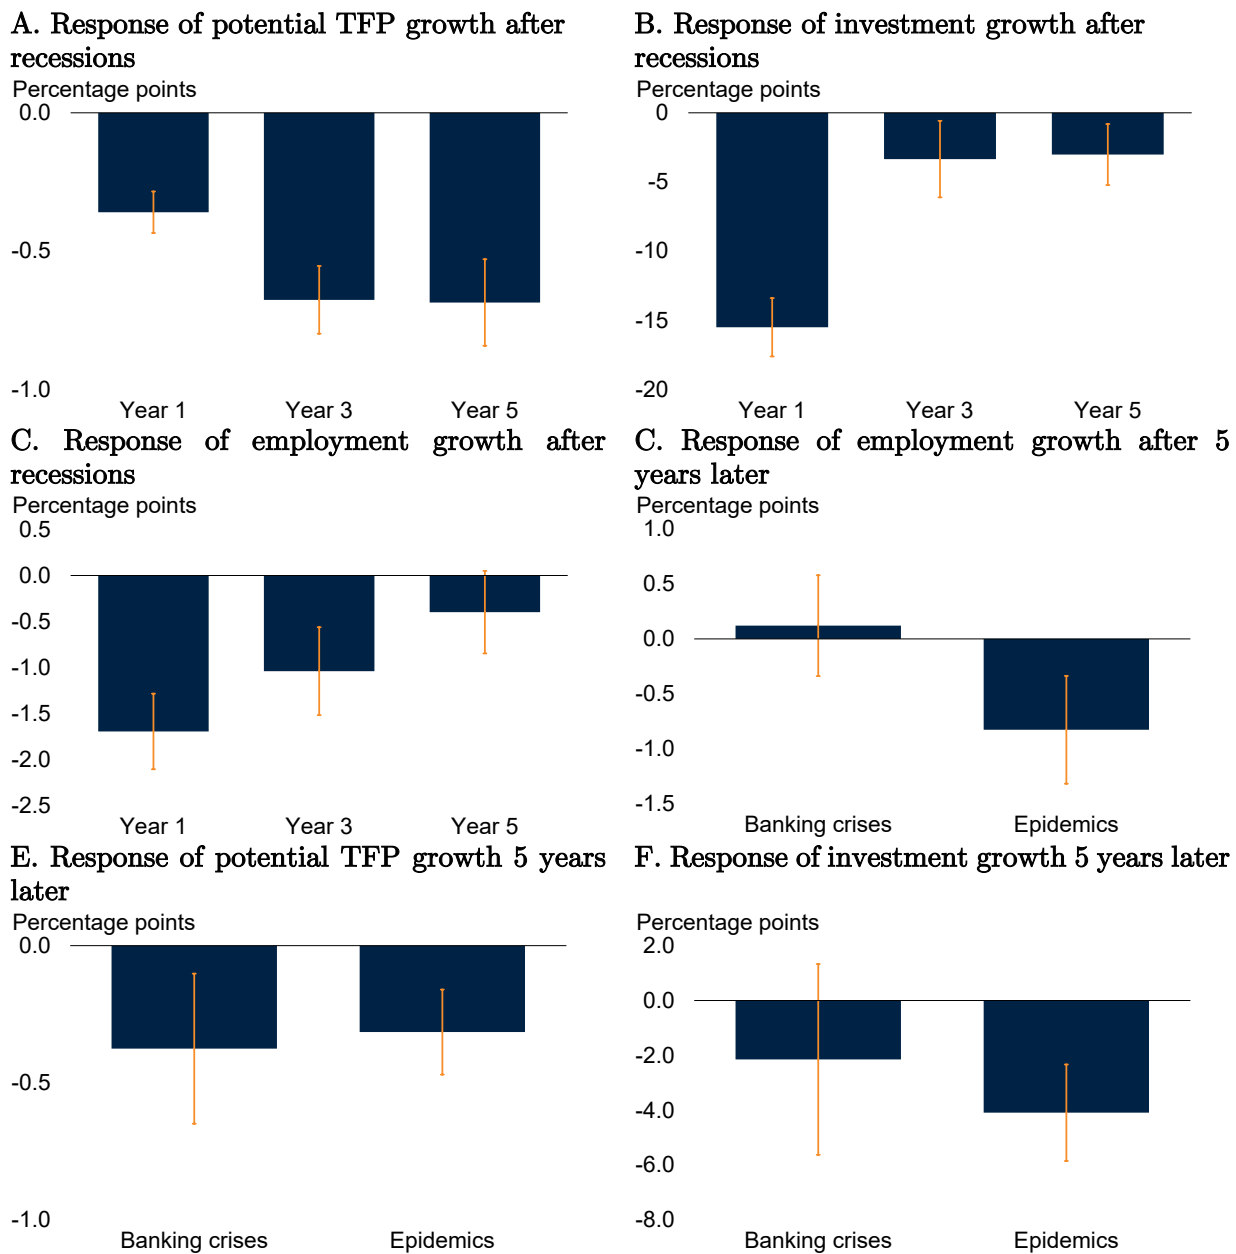 A. Response of potential TFP growth after
recessions
Percentage points
0.0
-0.5
-1.0
Year 1 Year 3 Year 5
B. Response of investment growth after
recessions
Percentage points
0
-5
-10
-15
-20
Year 1 Year 3 Year 5
C. Response of employment growth after
recessions
Percentage points
0.5
0.0
-0.5
-1.0
-1.5
-2.0
-2.5
Year 1 Year 3 Year 5
C. Response of employment growth after 5
years later
Percentage points
1.0
0.5
0.0
-0.5
-1.0
-1.5
Banking crises Epidemics
E. Response of potential TFP growth 5 years
later
Percentage points
0.0
-0.5
-1.0
Banking crises Epidemics
F. Response of investment growth 5 years later
Percentage points
2.0
0.0
-2.0
-4.0
-6.0
-8.0
Banking crises Epidemics